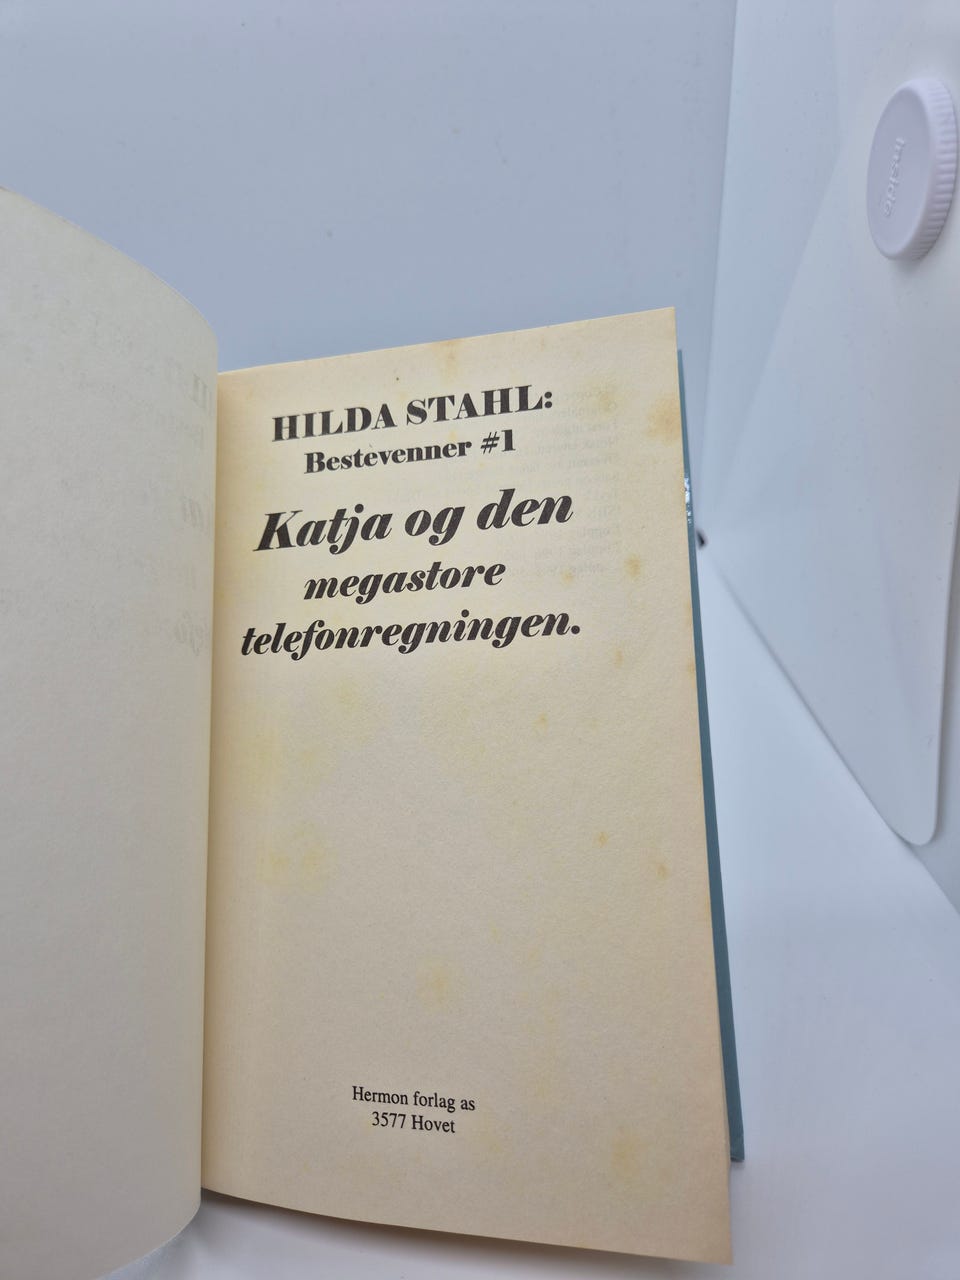 HILDA STAHL:
Bestevenner #1
Katja og den
megastore
telefonregningen.
Hermon forlag as
3577 Hovet